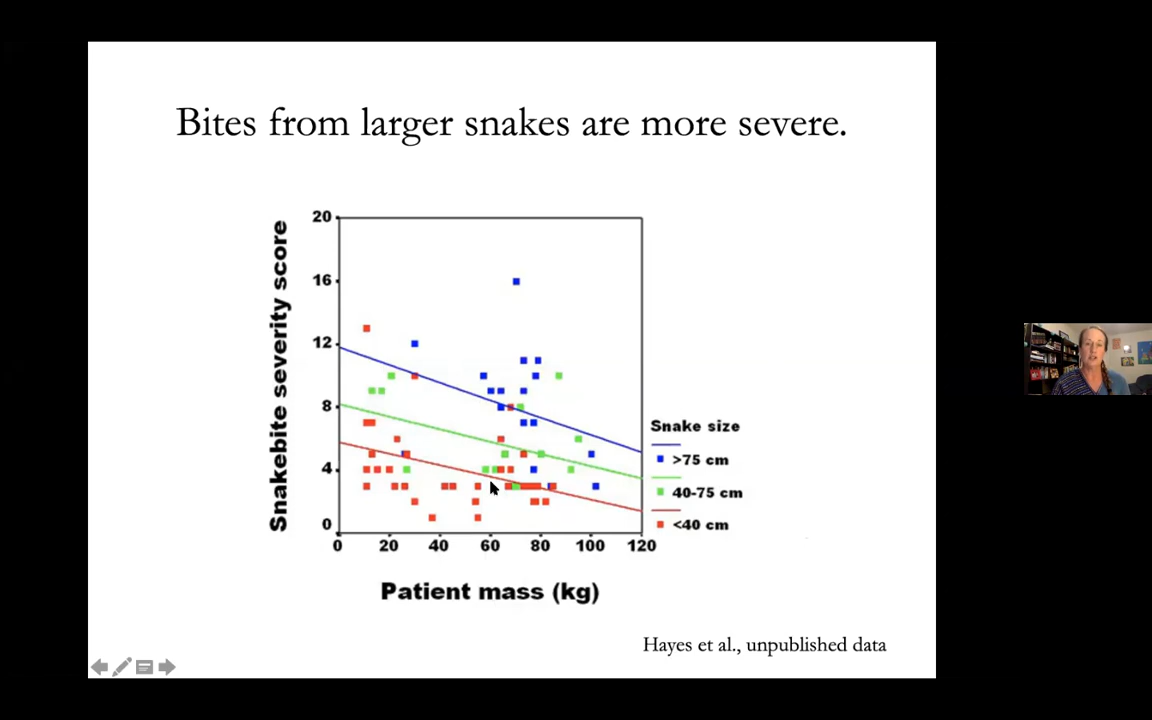 Bites from larger snakes are more severe.
Snakebite severity score
20
16
12
8
4
0
0 20 40 60 80 100 120
Patient mass (kg)
Snake size
>75 cm
40-75 cm
<40 cm
Hayes et al., unpublished data